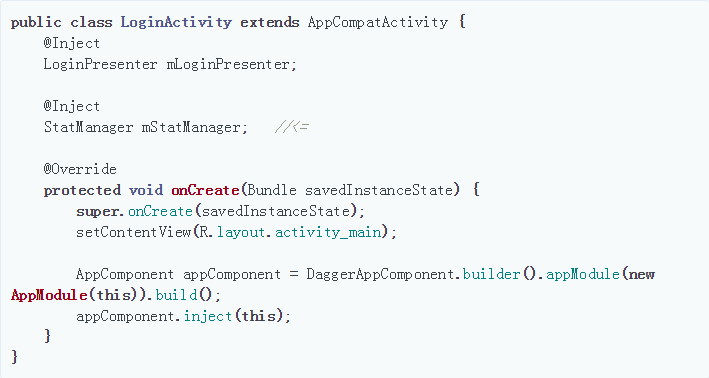 public class LoginActivity extends AppCompatActivity {
    @Inject
    LoginPresenter mLoginPresenter;

    @Inject
    StatManager mStatManager;   //<=

    @Override
    protected void onCreate(Bundle savedInstanceState) {
        super.onCreate(savedInstanceState);
        setContentView(R.layout.activity_main);

        AppComponent appComponent = DaggerAppComponent.builder().appModule(new
AppModule(this)).build();
        appComponent.inject(this);
    }
}